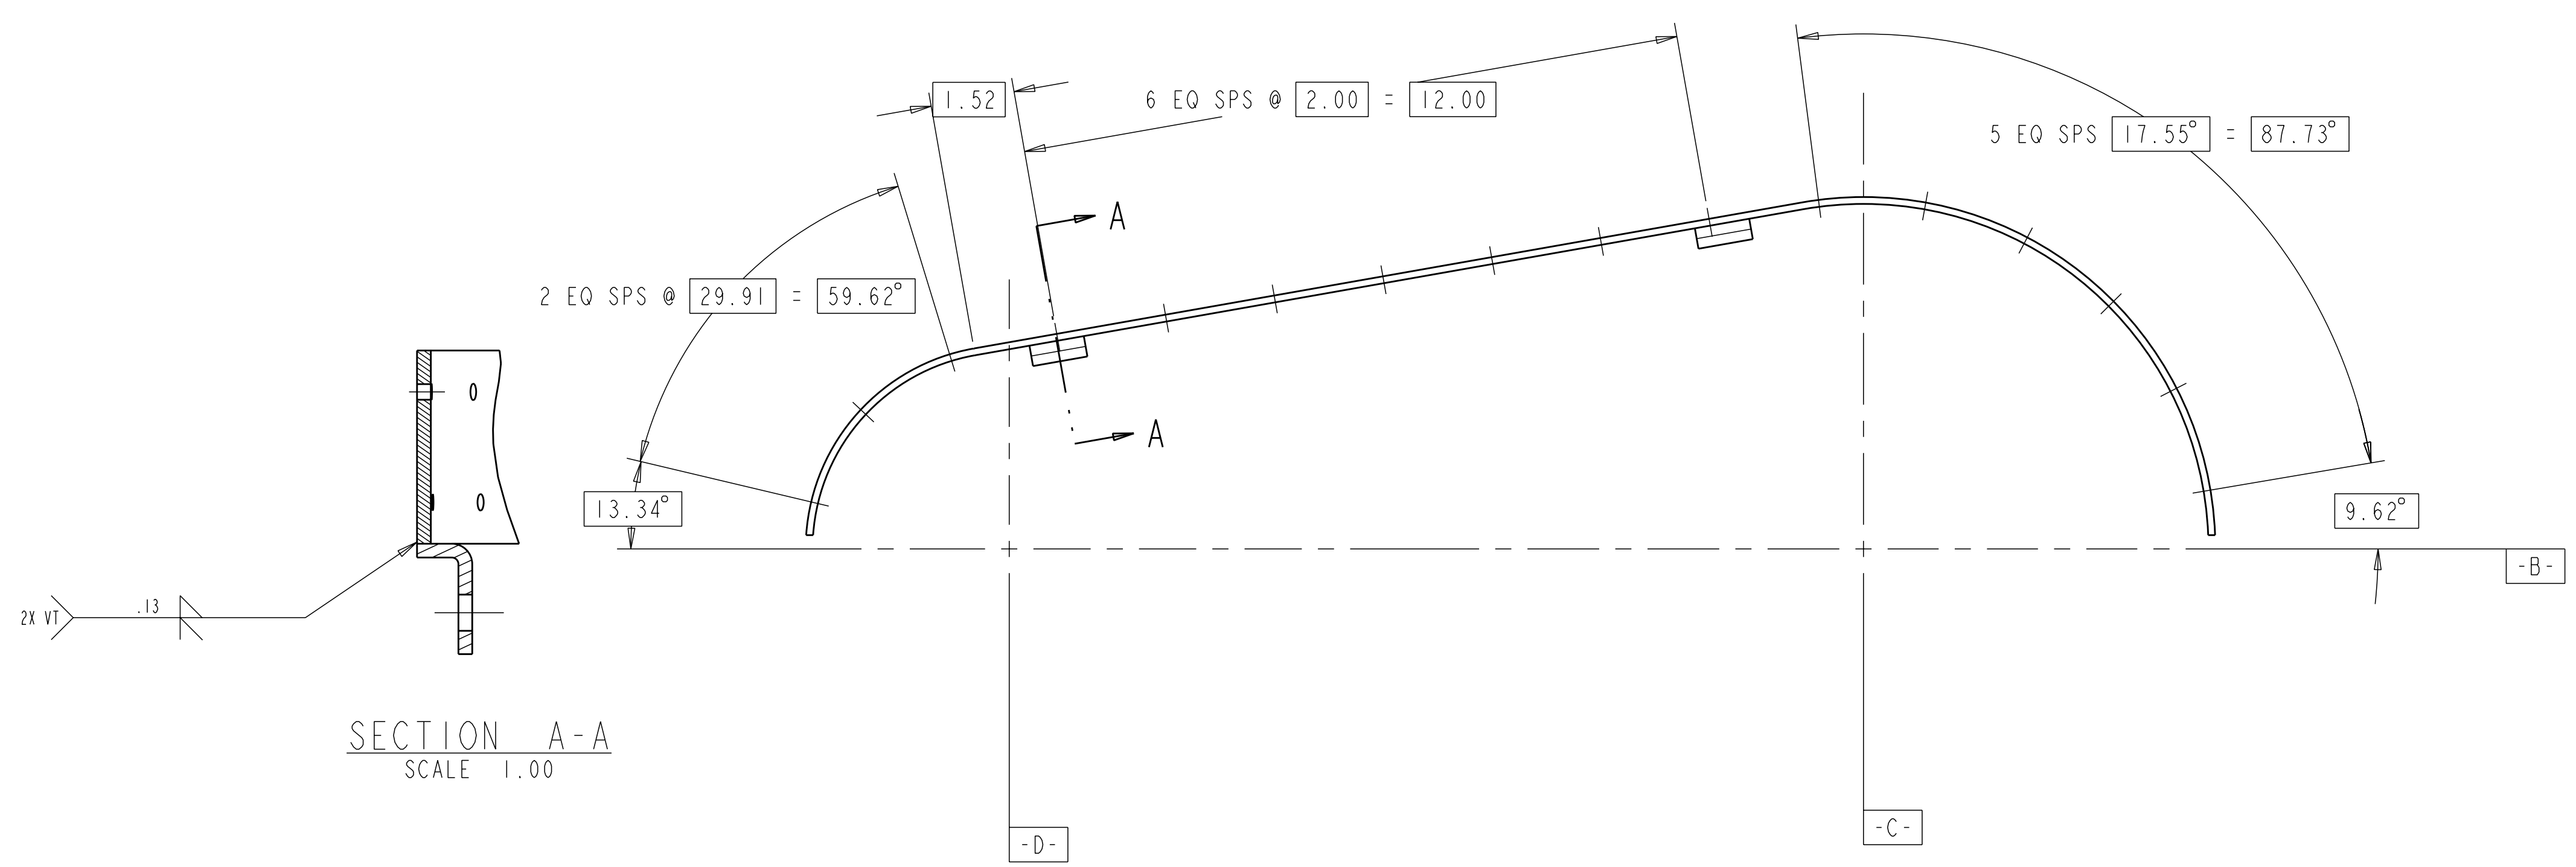 1.52
6 EQ SPS @ 2.00 = 12.00
5 EQ SPS 17.55° = 87.73°
A
2 EQ SPS @ 29.91 = 59.62°
A
13.34°
9.62°
-B-
2X VT .13
SECTION A-A
SCALE 1.00
-D-
-C-